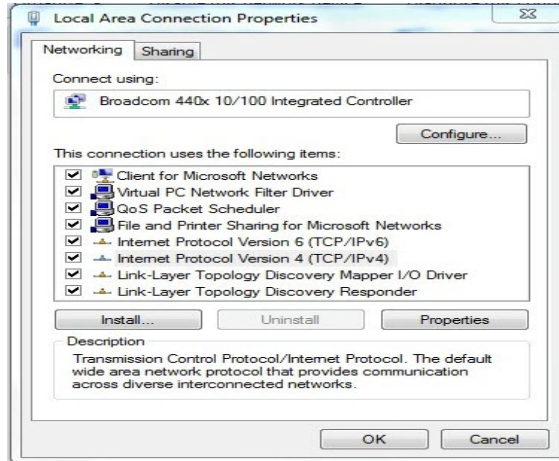 Local Area Connection Properties
Networking
Sharing
Connect using:
Broadcom 440x 10/100 Integrated Controller
Configure...
This connection uses the following items:
Client for Microsoft Networks
Virtual PC Network Filter Driver
QoS Packet Scheduler
File and Printer Sharing for Microsoft Networks
Internet Protocol Version 6 (TCP/IPv6)
Internet Protocol Version 4 (TCP/IPv4)
Link-Layer Topology Discovery Mapper I/O Driver
Link-Layer Topology Discovery Responder
Install...
Uninstall
Properties
Description
Transmission Control Protocol/Internet Protocol. The default
wide area network protocol that provides communication
across diverse interconnected networks.
OK
Cancel